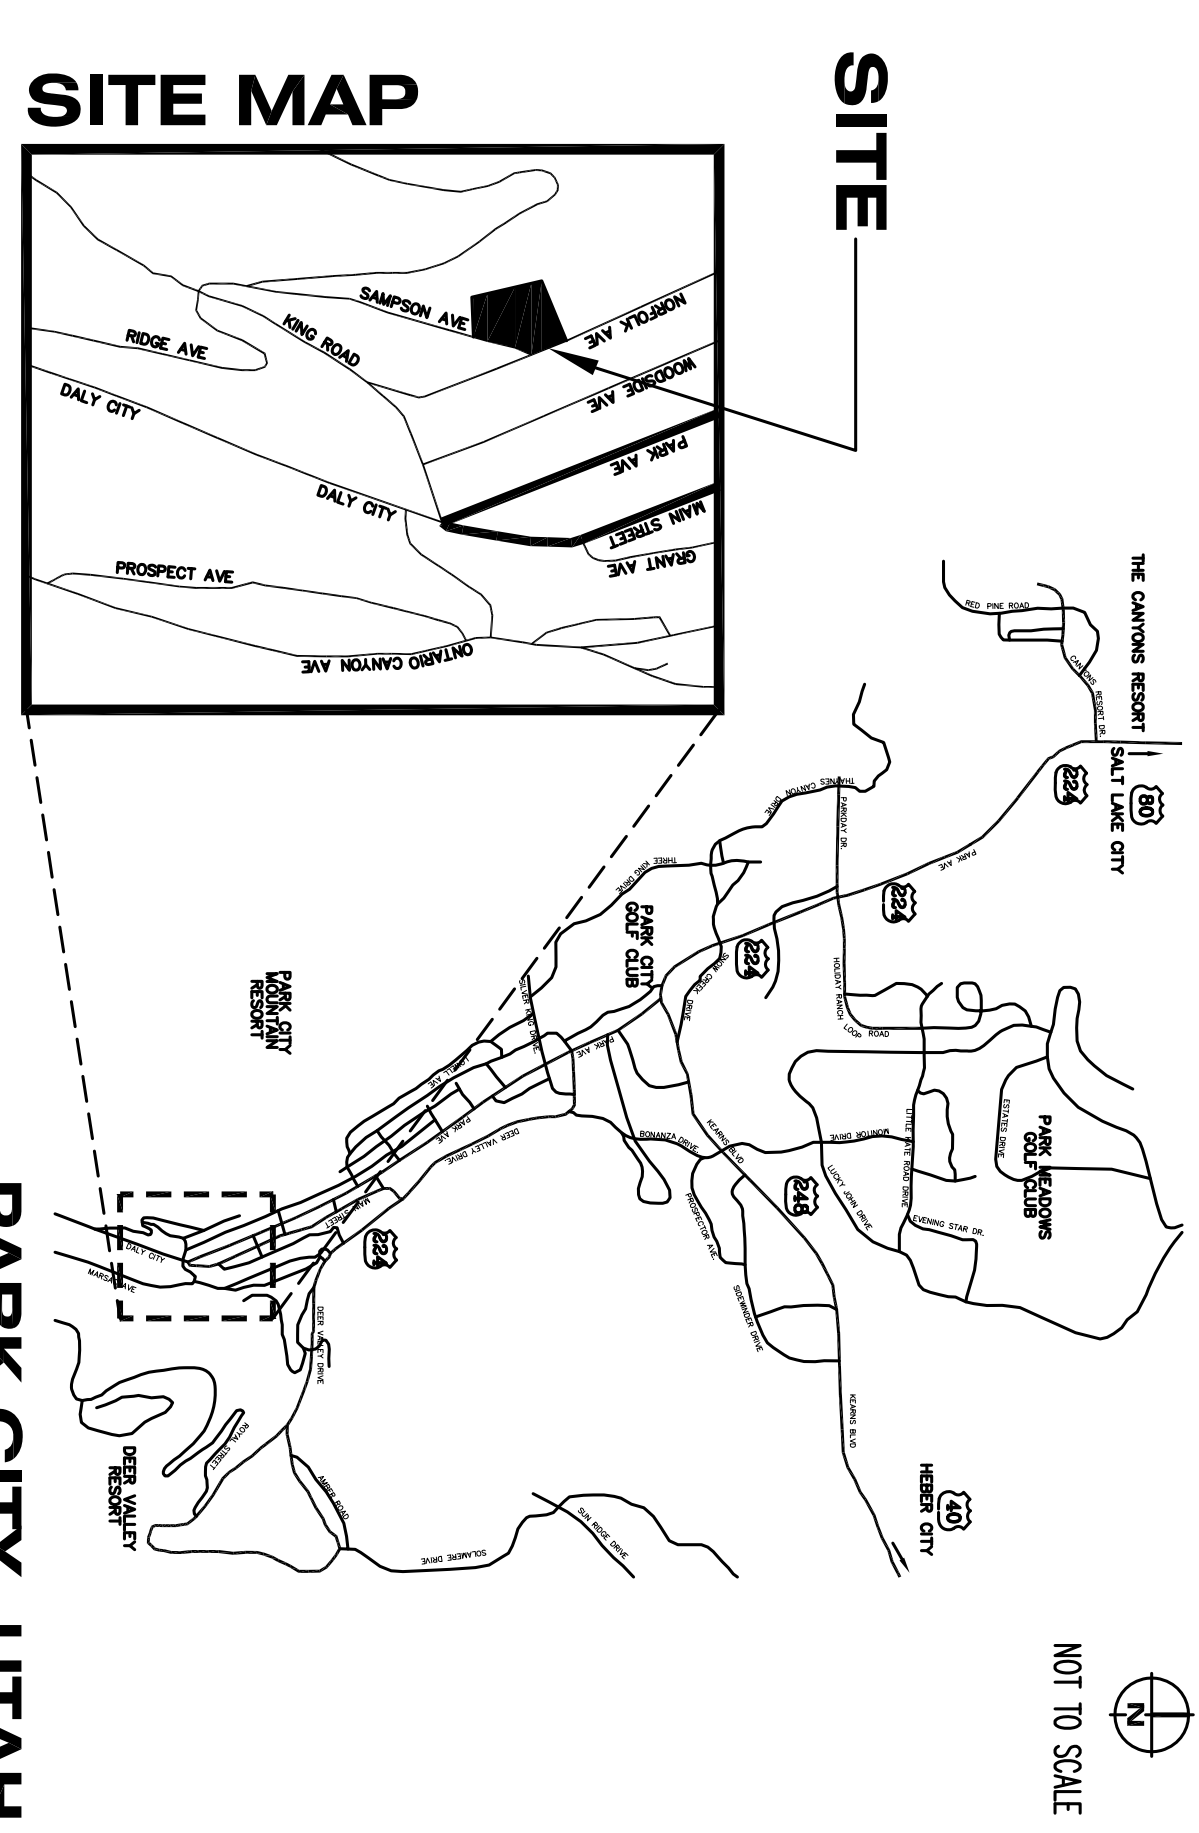 SITE MAP
SITE
SAMPSON AVE
NORFOLK AVE
KING ROAD
RIDGE AVE
WOODSIDE AVE
DALY CITY
PARK AVE
DALY CITY
MAIN STREET
GRANT AVE
PROSPECT AVE
ONTARIO CANYON AVE
THE CANYONS RESORT
RED PINE ROAD
CANYONS RESORT DR.
80
SALT LAKE CITY
224
THAYNES CANYON DRIVE
PARKDAY DR.
PARK AVE
THREE KING DRIVE
224
PARK CITY
GOLF CLUB
224
SNOW CREEK DRIVE
HOLIDAY RANCH LOOP ROAD
PARK CITY
MOUNTAIN
RESORT
SILVER KING DRIVE.
PARK AVE
LOWELL AVE
PARK AVE
DEER VALLEY DRIVE.
BONANZA DRIVE.
KEARNS BLVD
MONITOR DRIVE
LITTLE KATE ROAD DRIVE
ESTATES DRIVE
PARK MEADOWS
GOLF CLUB
248
LUCKY JOHN DRIVE.
EVENING STAR DR.
PROSPECTOR AVE.
SIDEWINDER DRIVE
MAIN STREET
224
DALY CITY
MARSAC AVE
DEER VALLEY DRIVE
KEARNS BLVD
ROYAL STREET
DEER VALLEY
RESORT
AMBER ROAD
SOLAMERE DRIVE
SUN RIDGE DRIVE
40
HEBER CITY
NOT TO SCALE
N
PARK CITY, UTAH